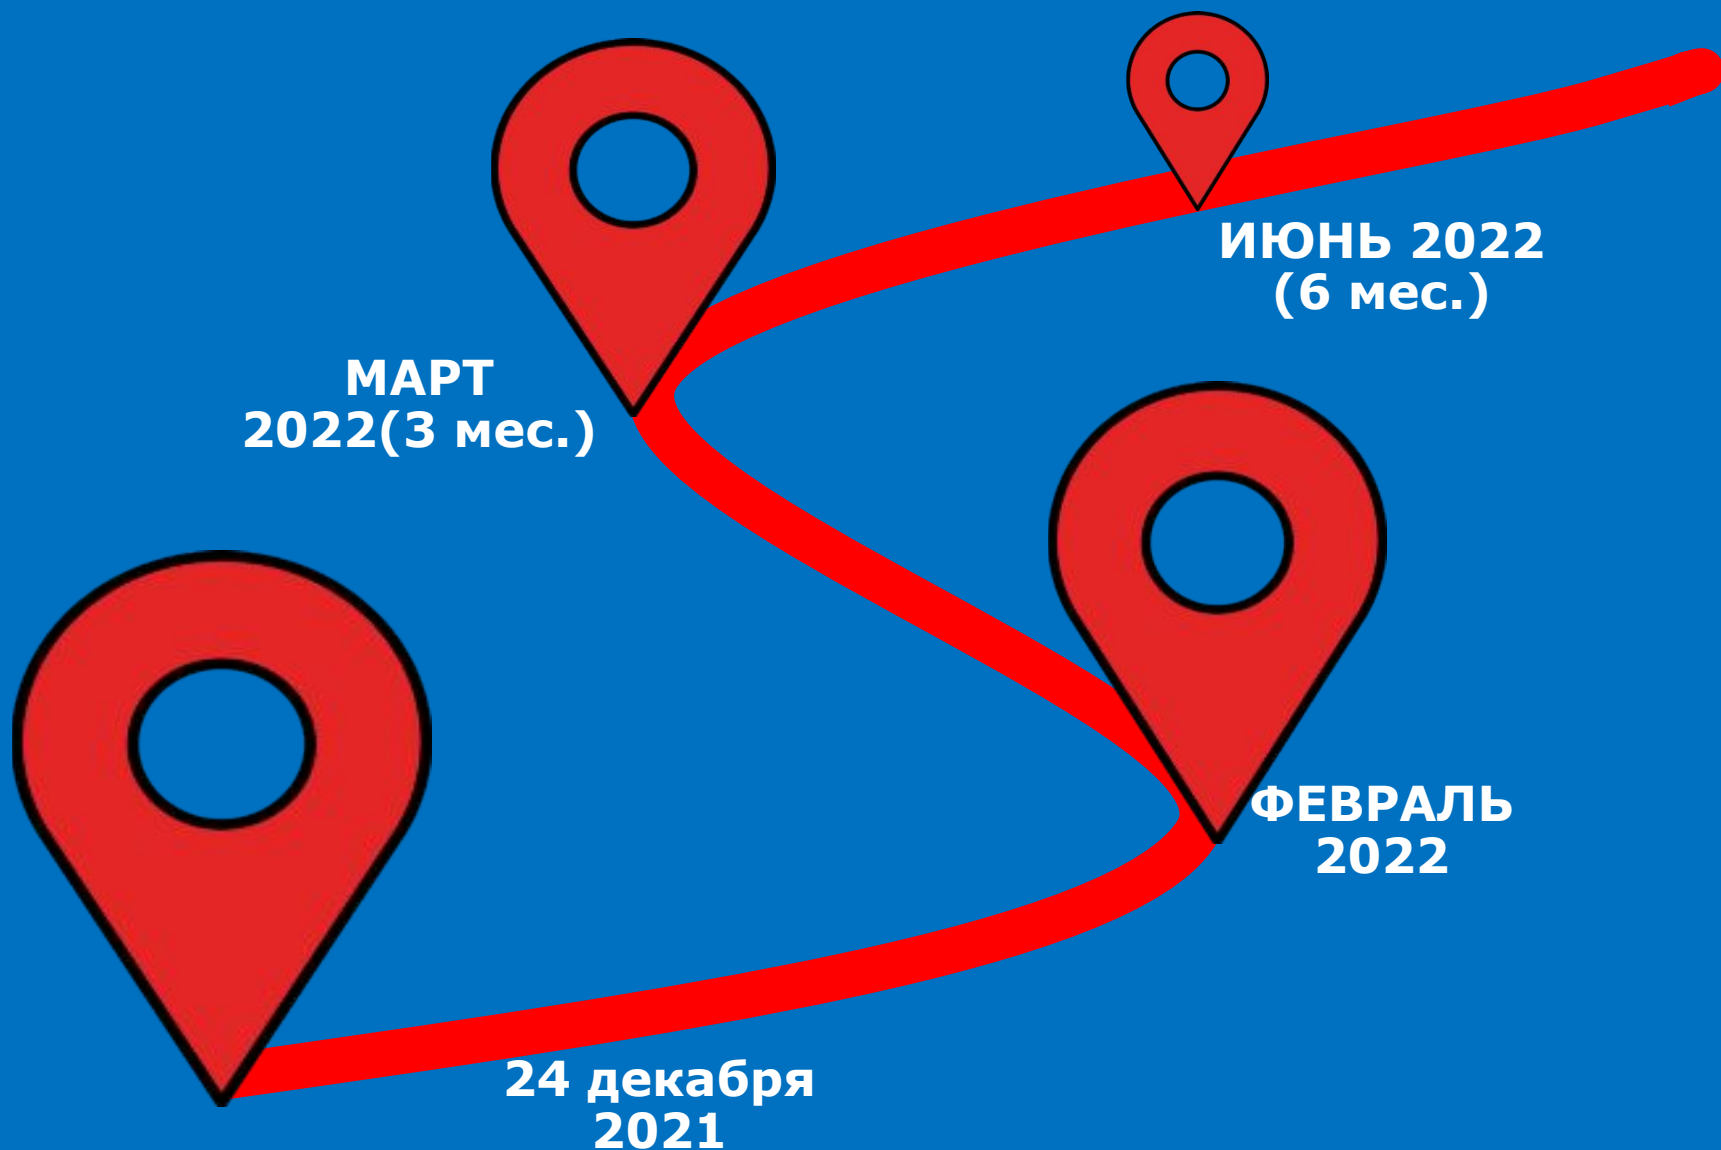 ИЮНЬ 2022
(6 мес.)
МАРТ
2022(3 мес.)
ФЕВРАЛЬ
2022
24 декабря
2021